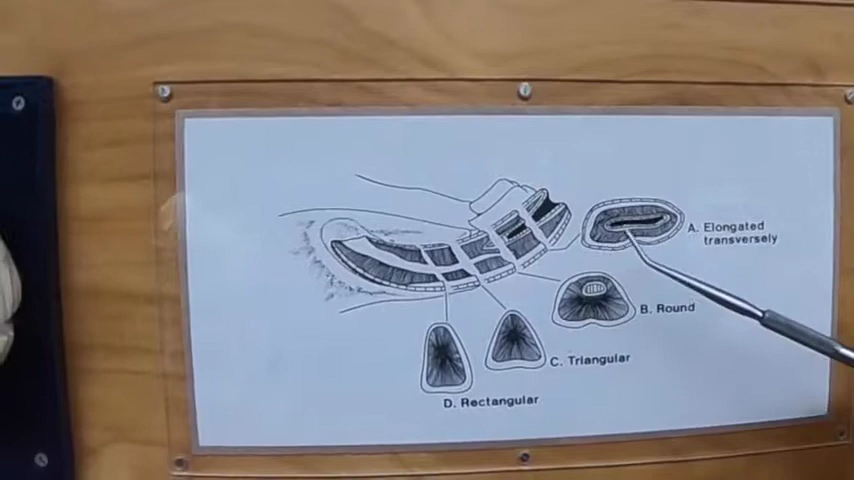 A. Elongated
transversely
B. Round
C. Triangular
D. Rectangular